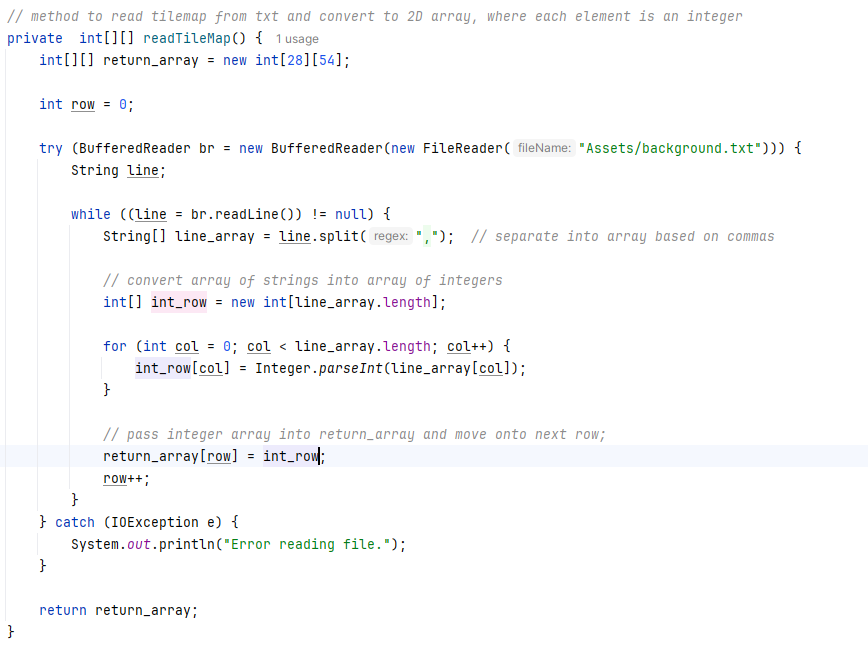 // method to read tilemap from txt and convert to 2D array, where each element is an integer
private  int[][] readTileMap() {  1 usage
    int[][] return_array = new int[28][54];
    int row = 0;
    try (BufferedReader br = new BufferedReader(new FileReader( fileName: "Assets/background.txt"))) {
        String line;
        while ((line = br.readLine()) != null) {
            String[] line_array = line.split( regex: ",");  // separate into array based on commas
            // convert array of strings into array of integers
            int[] int_row = new int[line_array.length];
            for (int col = 0; col < line_array.length; col++) {
                int_row[col] = Integer.parseInt(line_array[col]);
            }
            // pass integer array into return_array and move onto next row;
            return_array[row] = int_row;
            row++;
        }
    } catch (IOException e) {
        System.out.println("Error reading file.");
    }
    return return_array;
}